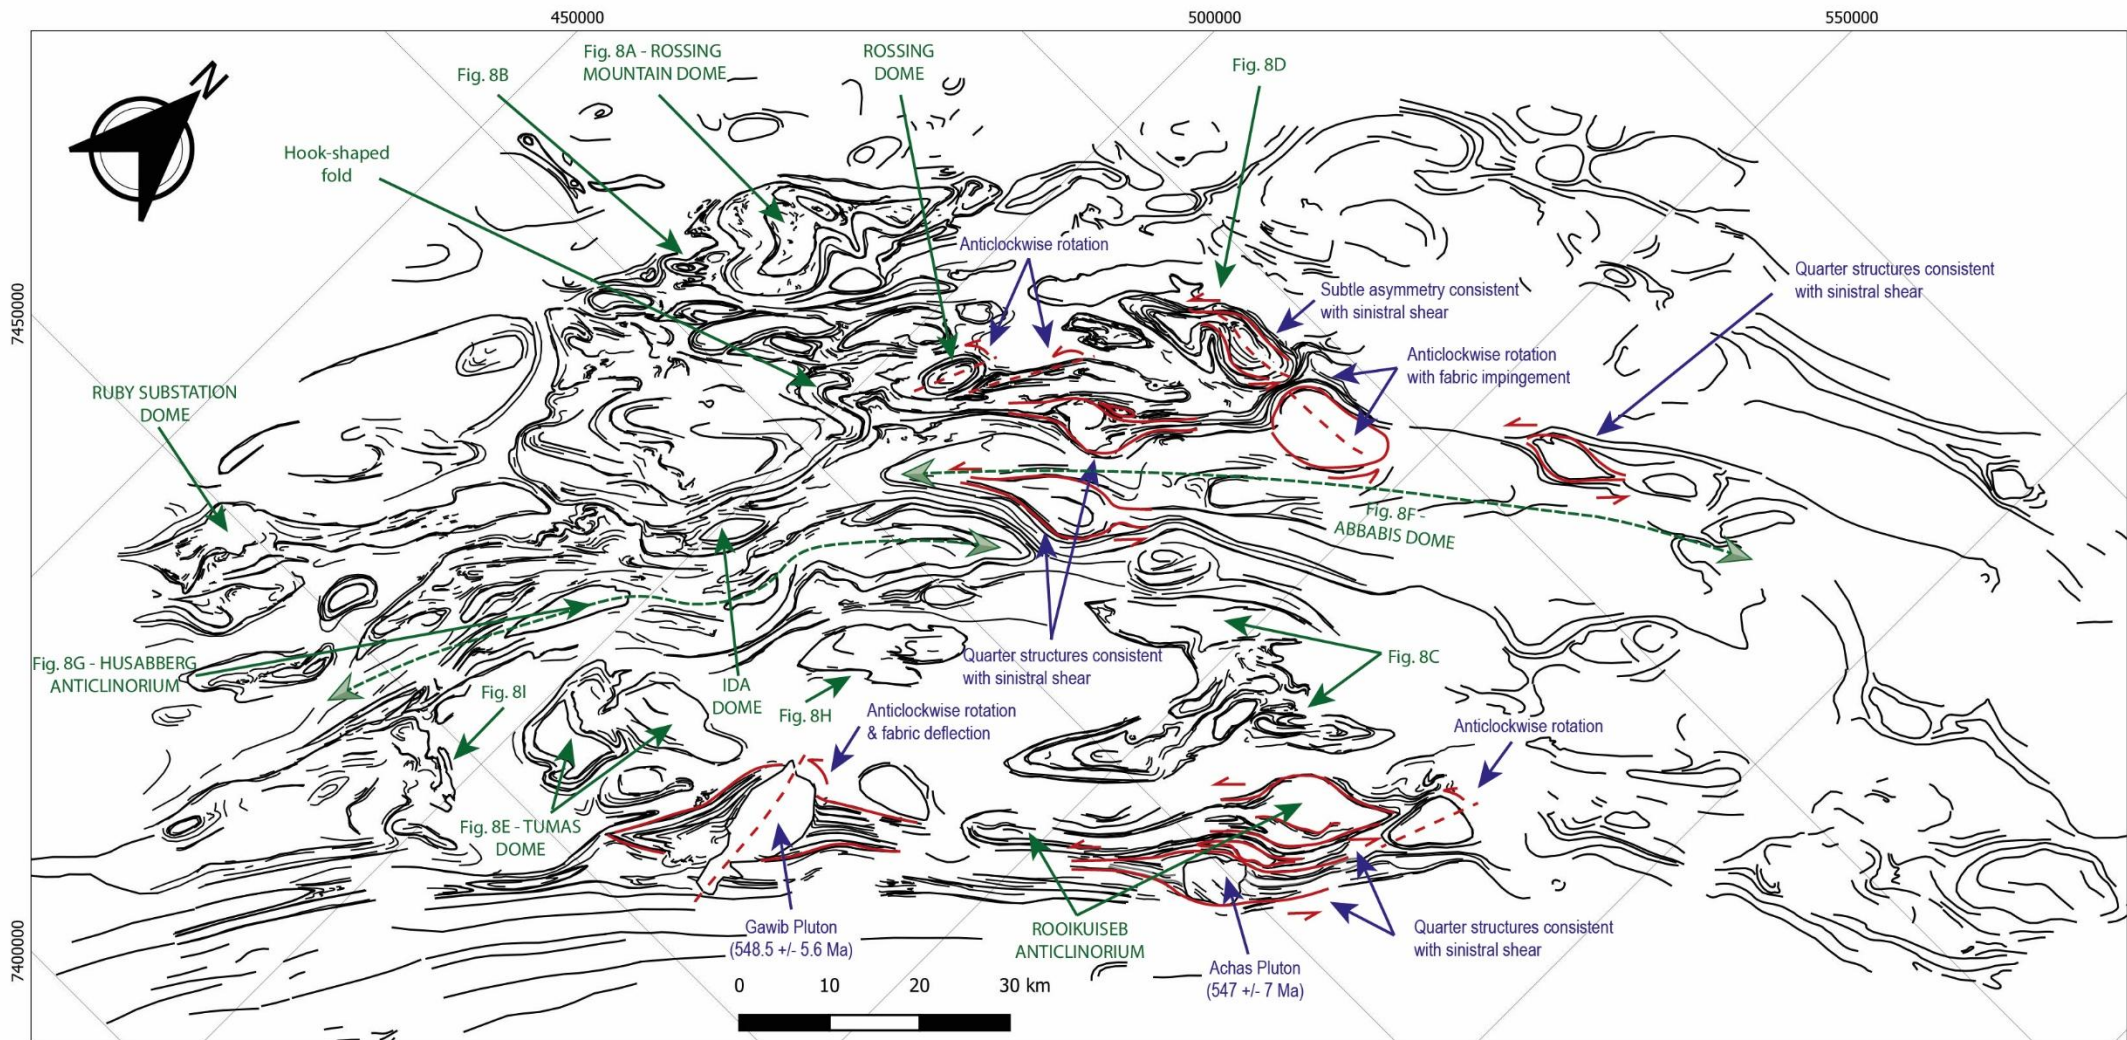 450000
500000
550000
N
Fig. 8B
Fig. 8A - ROSSING
MOUNTAIN DOME
ROSSING
DOME
Fig. 8D
Hook-shaped
fold
Anticlockwise rotation
Subtle asymmetry consistent
with sinistral shear
Quarter structures consistent
with sinistral shear
Anticlockwise rotation
with fabric impingement
7450000
RUBY SUBSTATION
DOME
Fig. 8F -
ABBABIS DOME
Fig. 8G - HUSABBERG
ANTICLINORIUM
Fig. 8I
IDA
DOME
Fig. 8H
Quarter structures consistent
with sinistral shear
Fig. 8C
Anticlockwise rotation
& fabric deflection
Anticlockwise rotation
Fig. 8E - TUMAS
DOME
7400000
Gawib Pluton
(548.5 +/- 5.6 Ma)
ROOIKUISEB
ANTICLINORIUM
Quarter structures consistent
with sinistral shear
Achas Pluton
(547 +/- 7 Ma)
0 10 20 30 km